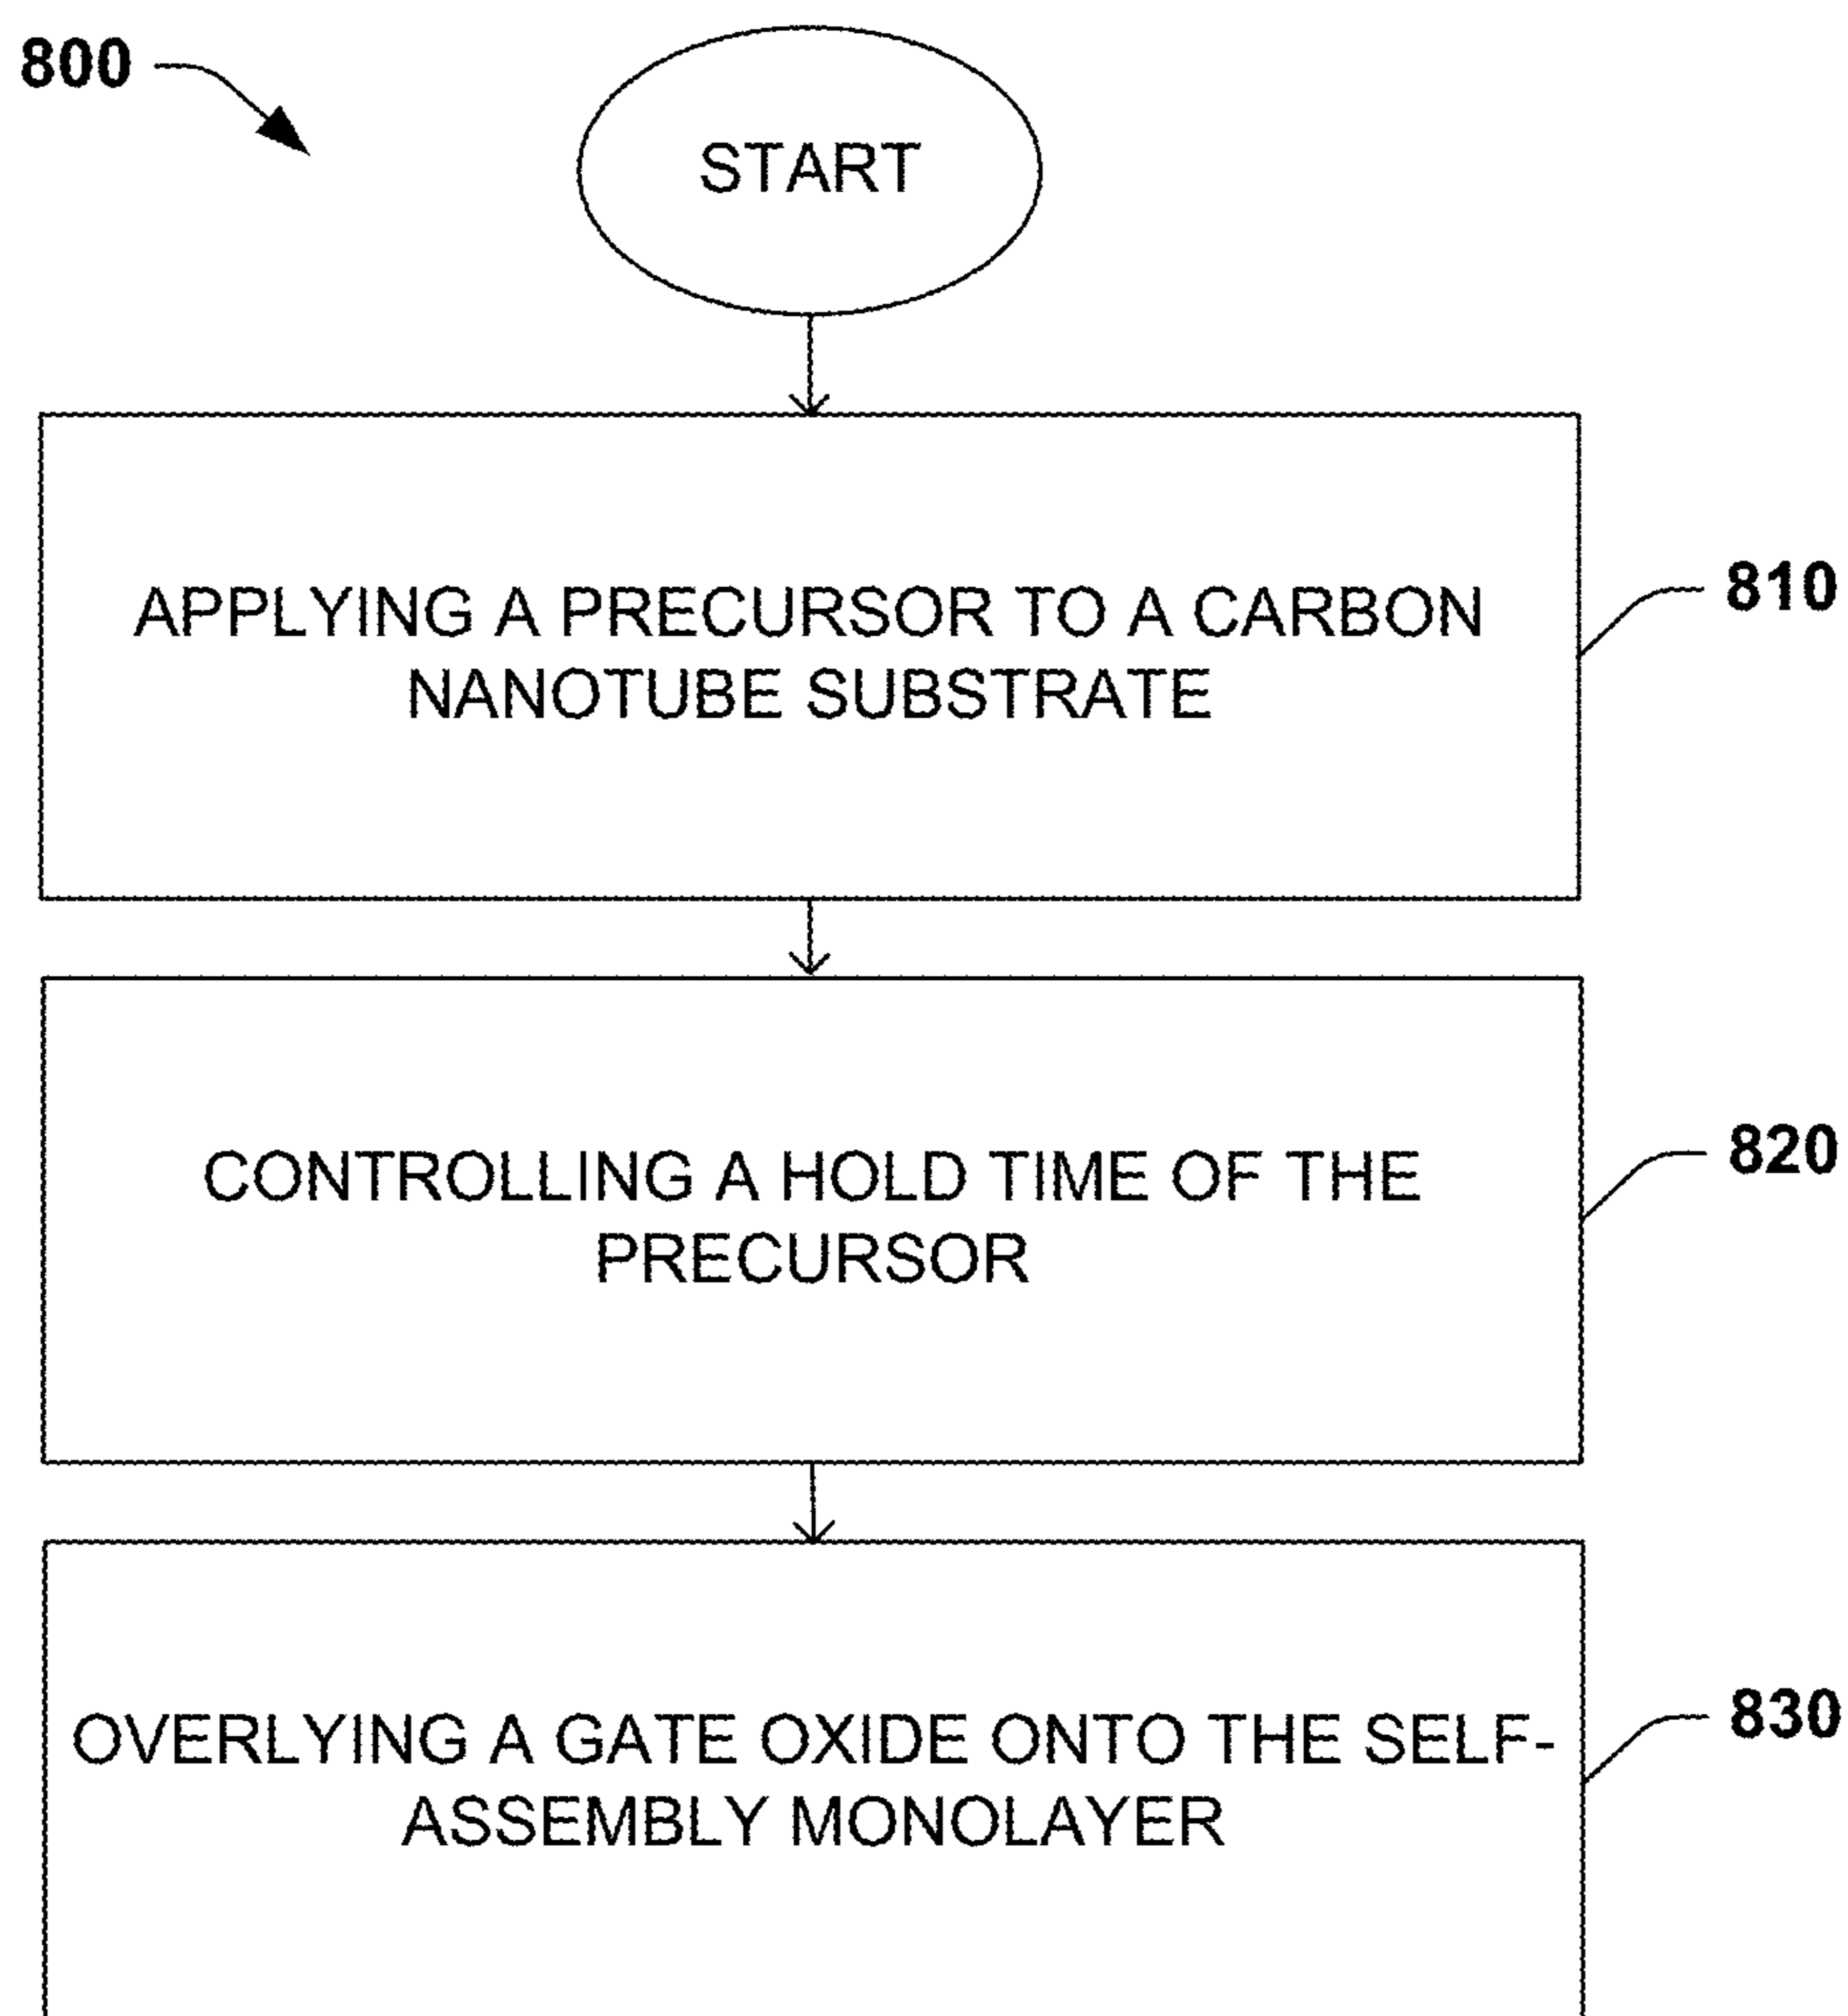 800
START
APPLYING A PRECURSOR TO A CARBON
NANOTUBE SUBSTRATE
810
CONTROLLING A HOLD TIME OF THE
PRECURSOR
820
OVERLYING A GATE OXIDE ONTO THE SELF-
ASSEMBLY MONOLAYER
830